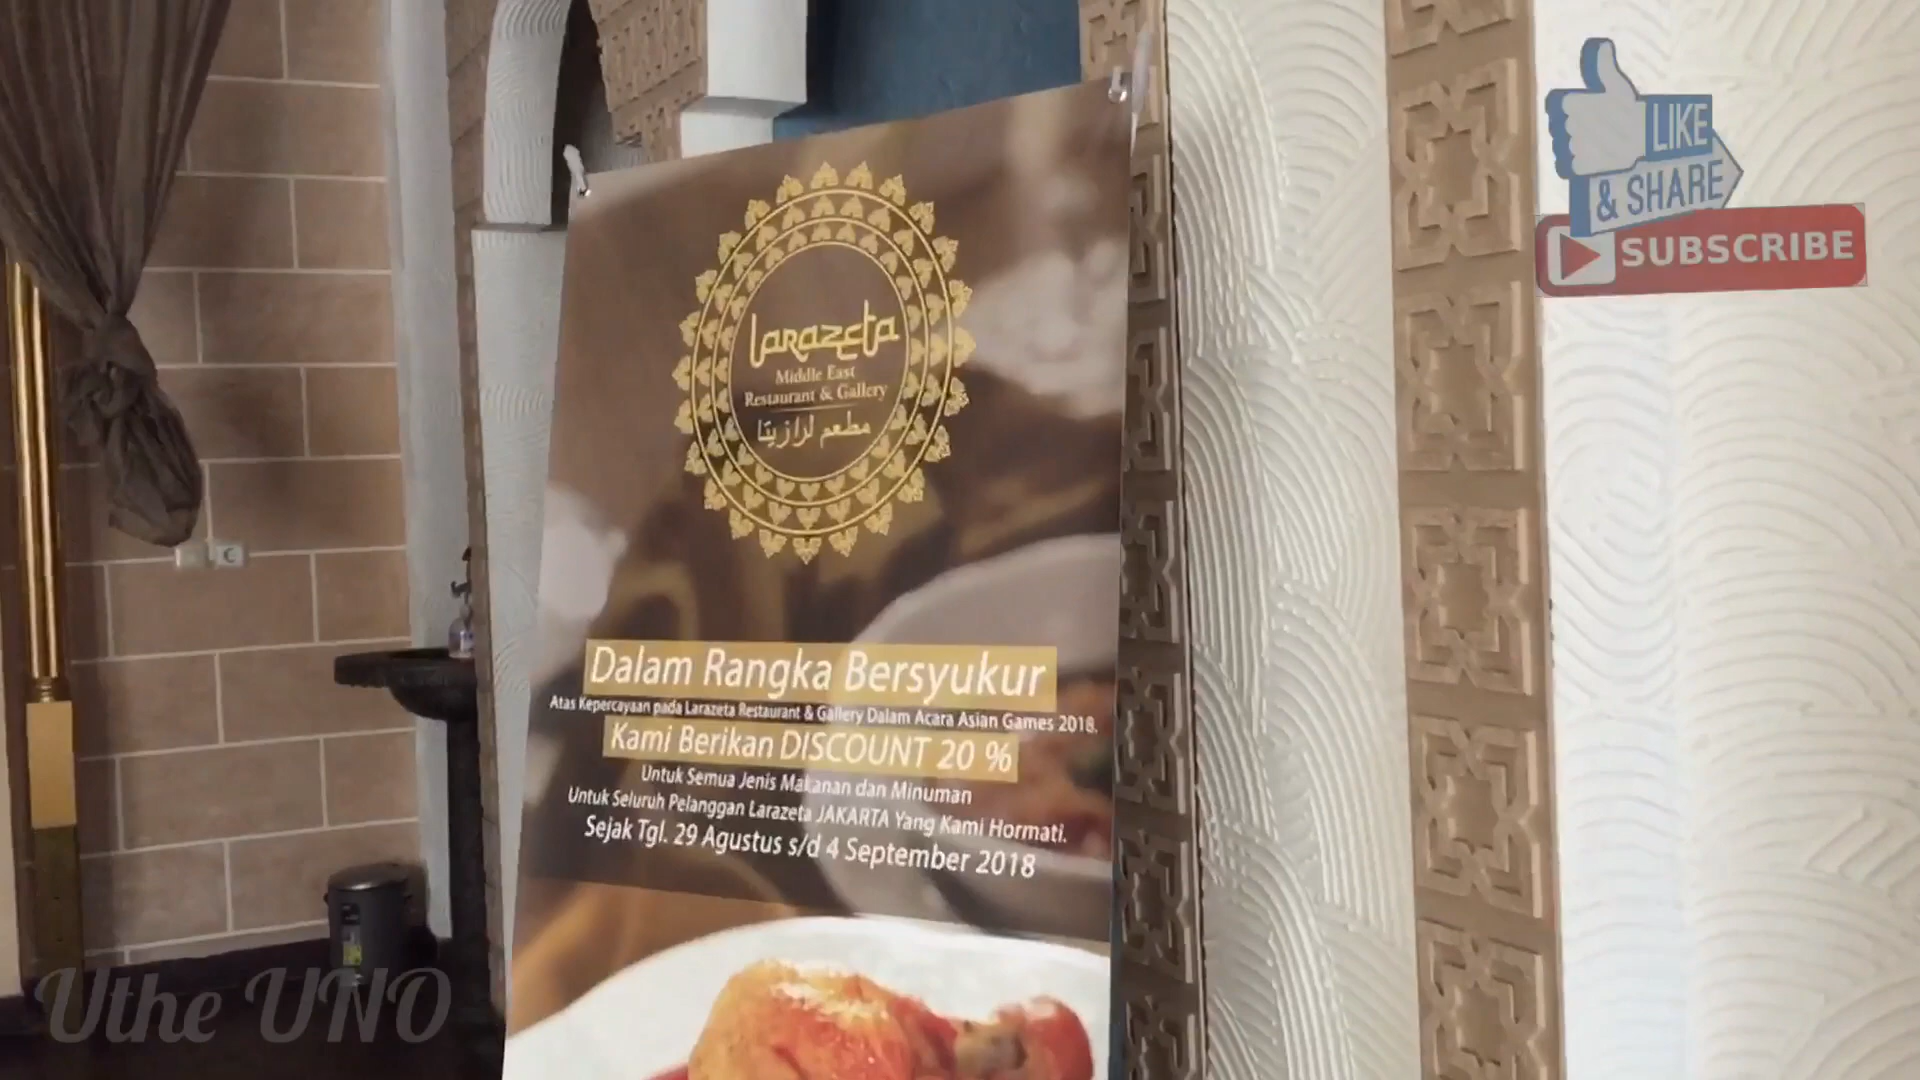 LIKE
& SHARE
SUBSCRIBE
Larazeta
Middle East
Restaurant & Gallery
مطعم لرازيتا
Dalam Rangka Bersyukur
Atas Kepercayaan pada Larazeta Restaurant & Gallery Dalam Acara Asian Games 2018.
Kami Berikan DISCOUNT 20 %
Untuk Semua Jenis Makanan dan Minuman
Untuk Seluruh Pelanggan Larazeta JAKARTA Yang Kami Hormati.
Sejak Tgl. 29 Agustus s/d 4 September 2018
Uthe UNO